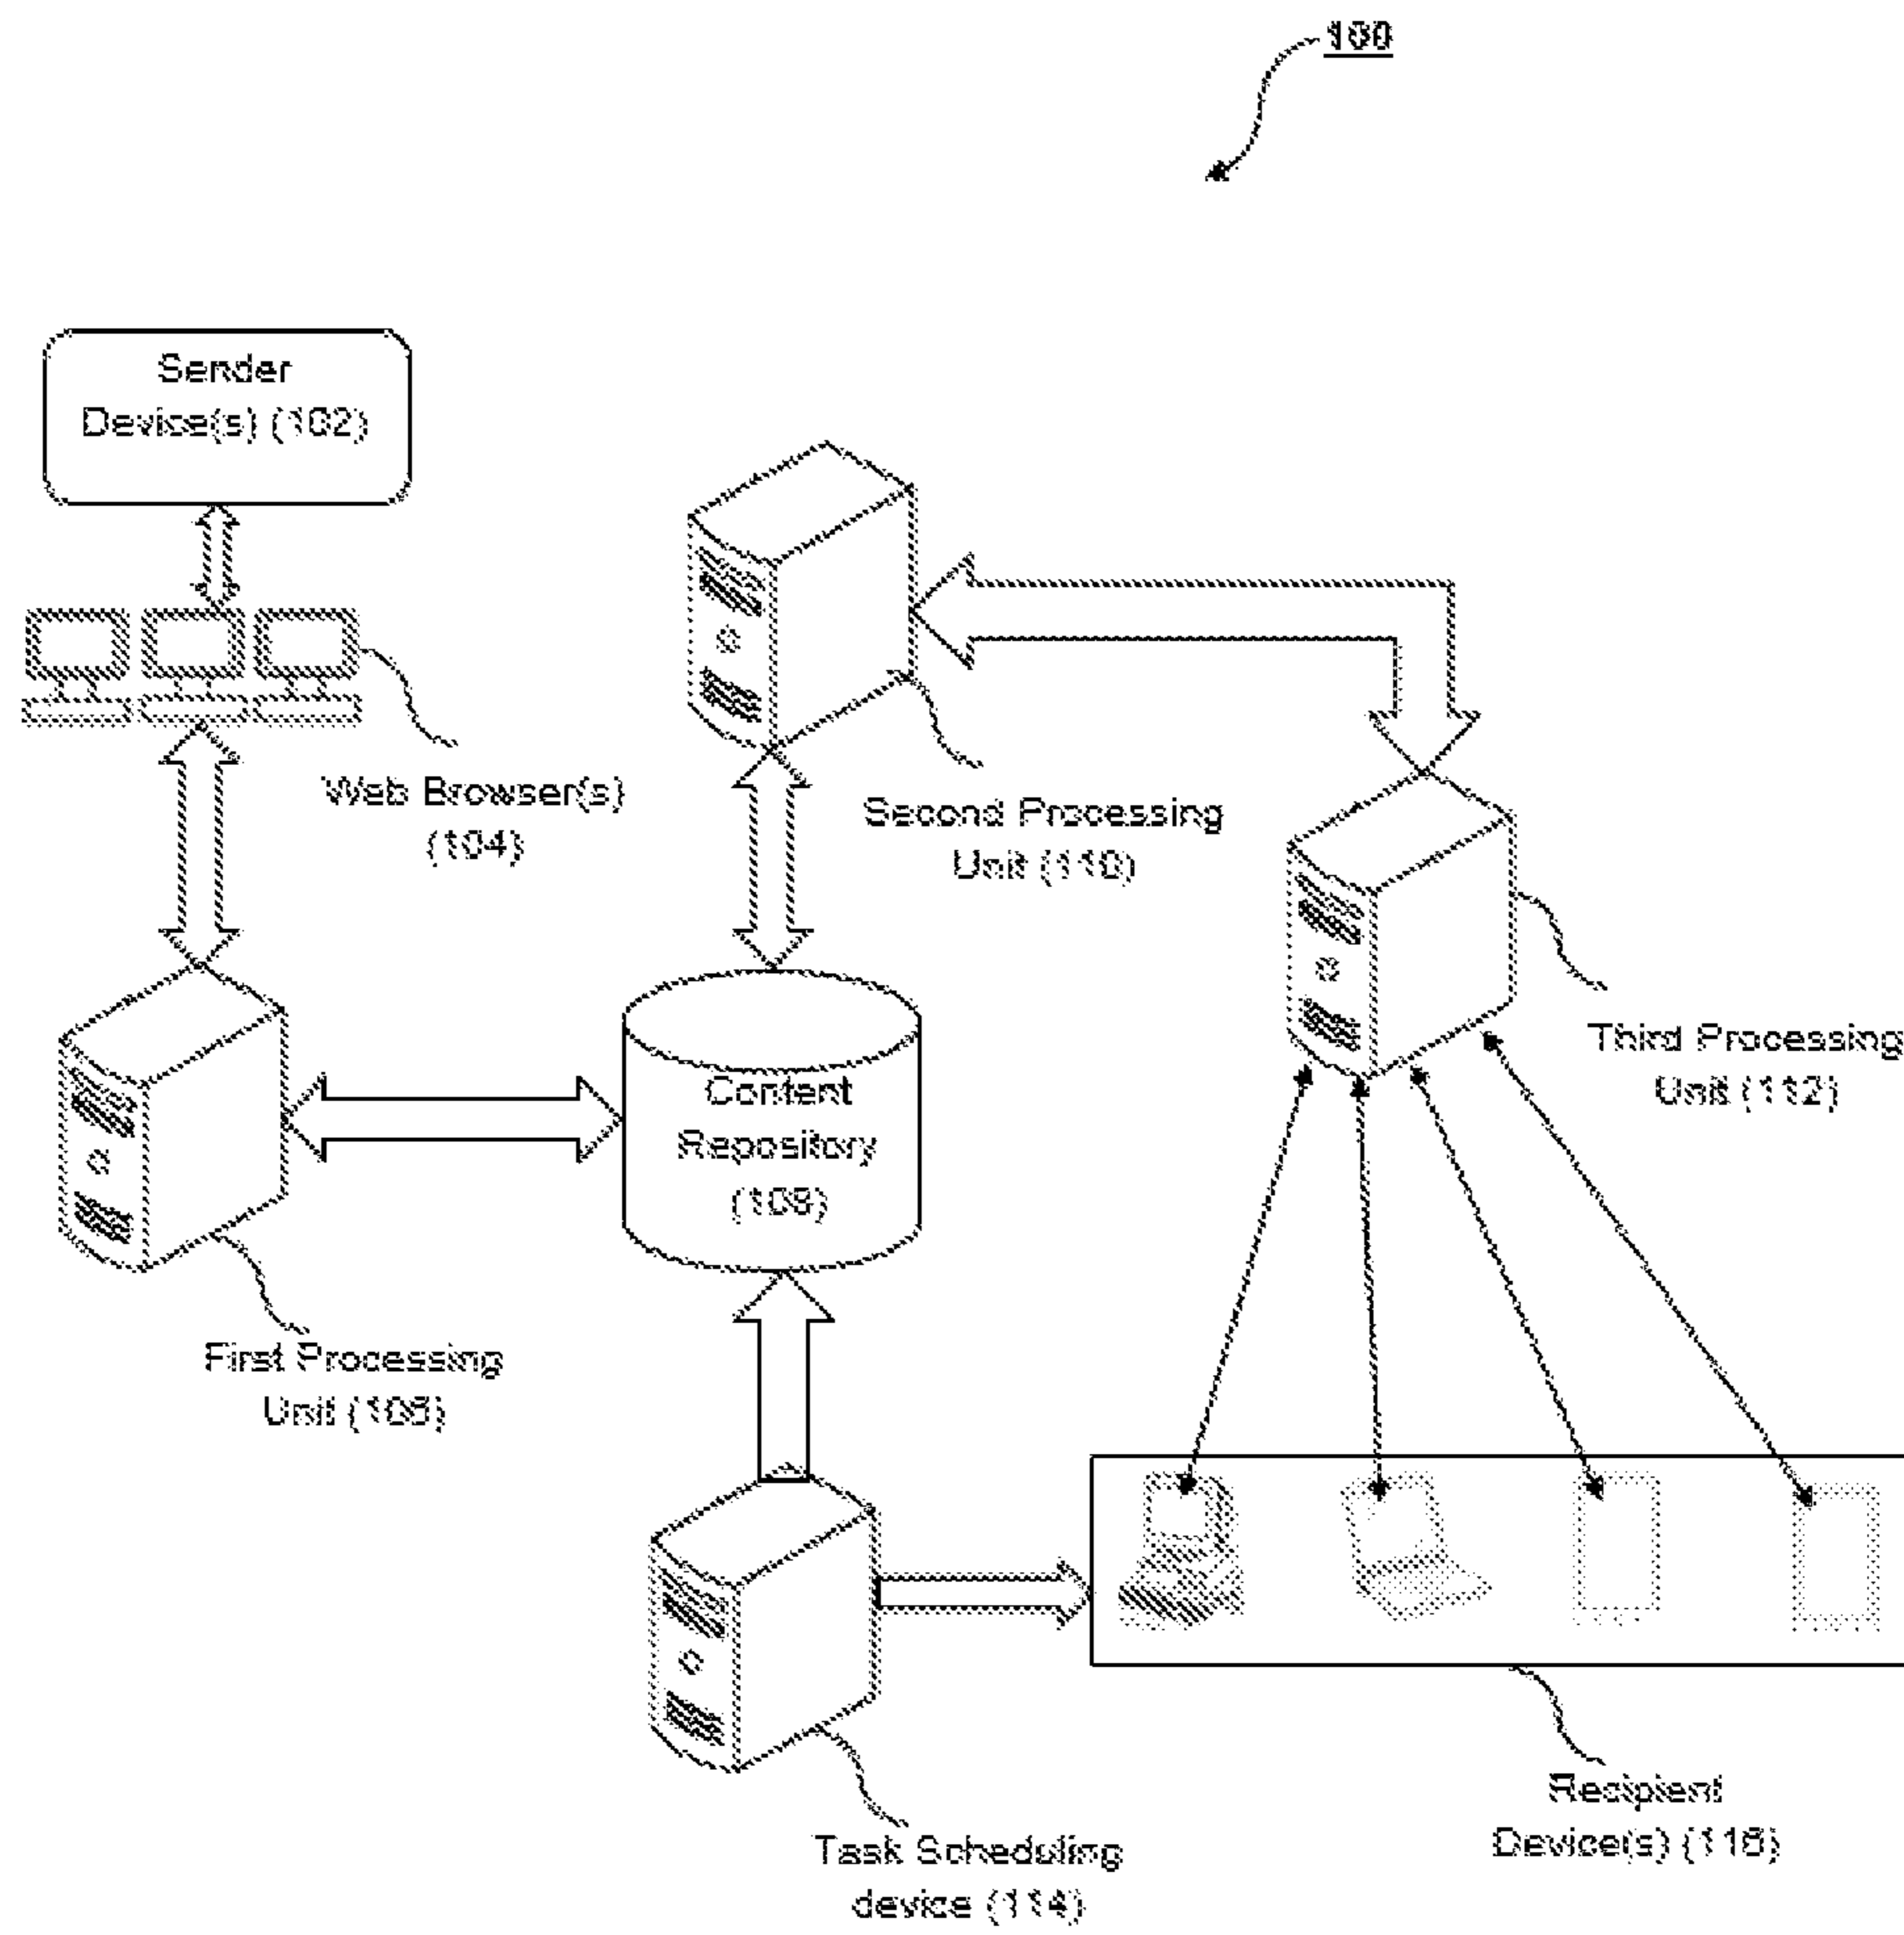 100
Sender
Device(s) (102)
Web Browser(s)
(104)
Second Processing
Unit (110)
Third Processing
Unit (112)
Content
Repository
(108)
First Processing
Unit (106)
Recipient
Device(s) (116)
Task Scheduling
device (114)